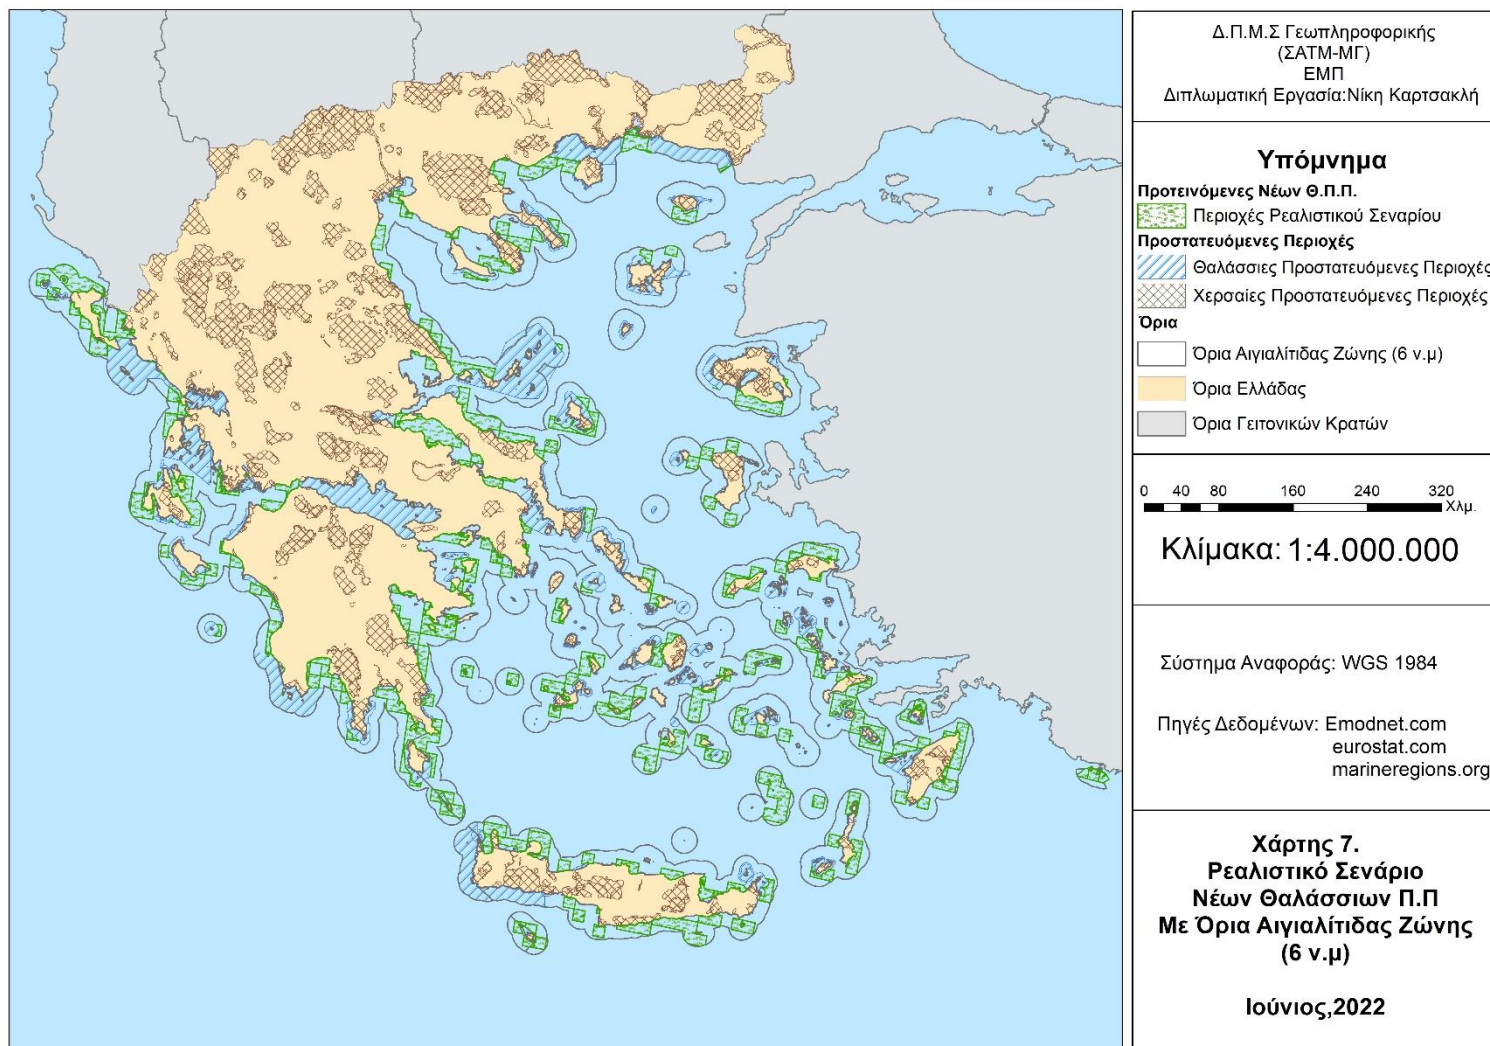 Δ.Π.Μ.Σ Γεωπληροφορικής
(ΣΑΤΜ-ΜΓ)
ΕΜΠ
Διπλωματική Εργασία:Νίκη Καρτσακλή
Υπόμνημα
Προτεινόμενες Νέων Θ.Π.Π.
Περιοχές Ρεαλιστικού Σεναρίου
Προστατευόμενες Περιοχές
Θαλάσσιες Προστατευόμενες Περιοχές
Χερσαίες Προστατευόμενες Περιοχές
Όρια
Όρια Αιγιαλίτιδας Ζώνης (6 ν.μ)
Όρια Ελλάδας
Όρια Γειτονικών Κρατών
0 40 80 160 240 320
Χλμ.
Κλίμακα: 1:4.000.000
Σύστημα Αναφοράς: WGS 1984
Πηγές Δεδομένων: Emodnet.com
eurostat.com
marineregions.org
Χάρτης 7.
Ρεαλιστικό Σενάριο
Νέων Θαλάσσιων Π.Π
Με Όρια Αιγιαλίτιδας Ζώνης
(6 ν.μ)
Ιούνιος,2022